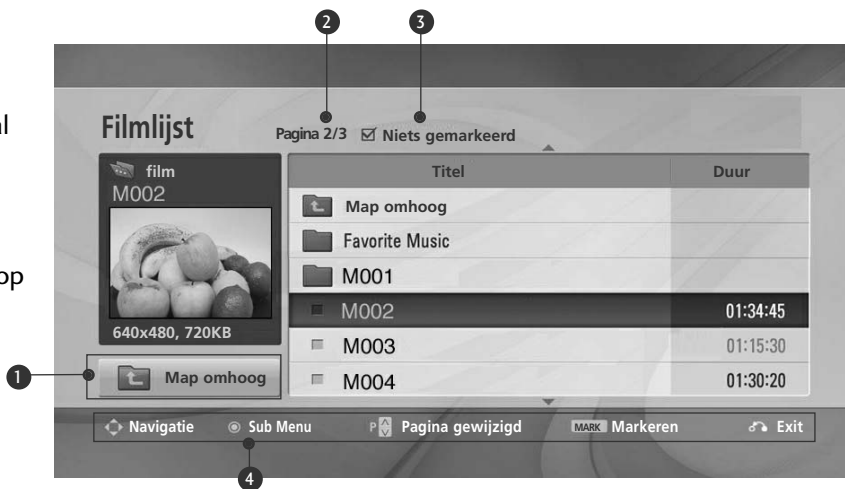 2 3
al
Filmlijst Pagina 2/3 Niets gemarkeerd
film
M002
Titel Duur
Map omhoog
Favorite Music
M001
op
M002 01:34:45
640x480, 720KB
M003 01:15:30
1 Map omhoog
M004 01:30:20
Navigatie Sub Menu P Pagina gewijzigd MARK Markeren Exit
4